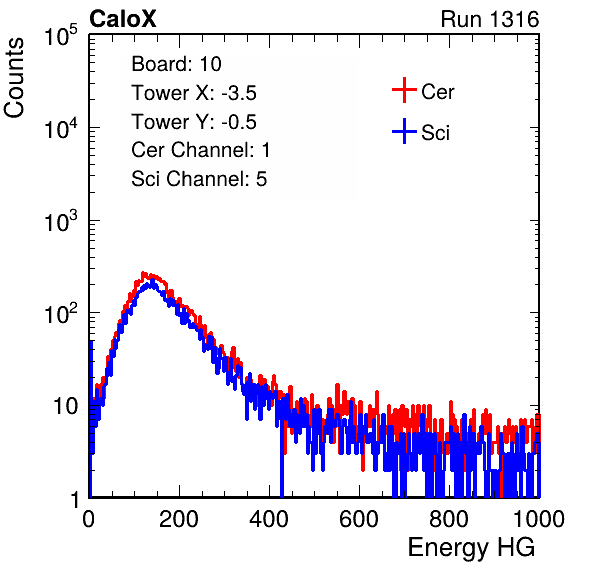 CaloX Run 1316
Counts
Board: 10
Tower X: -3.5
Tower Y: -0.5
Cer Channel: 1
Sci Channel: 5
Cer
Sci
10^5
10^4
10^3
10^2
10
1
0 200 400 600 800 1000
Energy HG